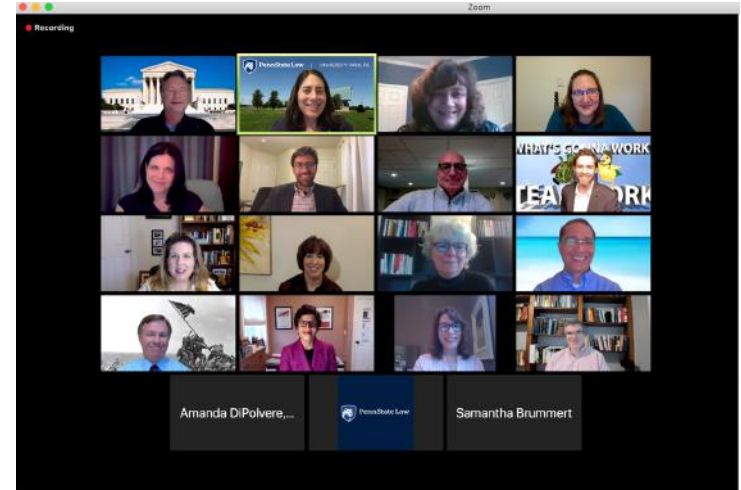 Zoom
Recording
PennState Law | UNIVERSITY PARK, PA
WHAT'S GONNA WORK
TEAMWORK
Amanda DiPolvere,...
PennState Law
Samantha Brummert